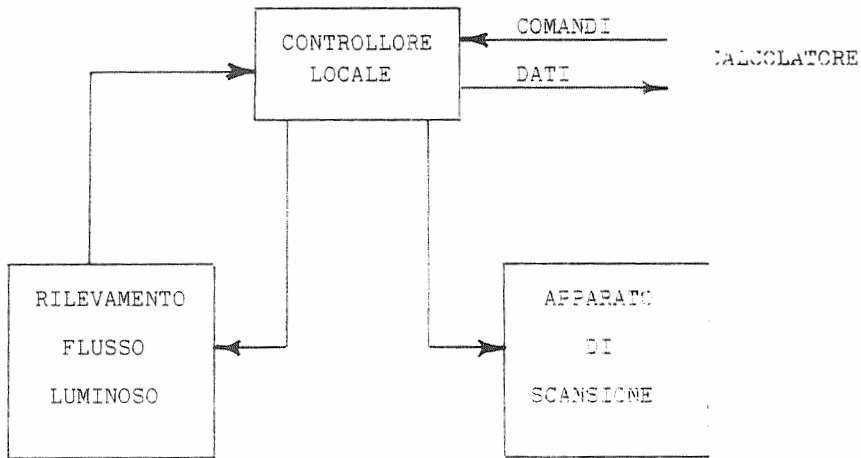 CONTROLLORE
LOCALE
COMANDI
DATI
CALCOLATORE
RILEVAMENTO
FLUSSO
LUMINOSO
APPARATO
DI
SCANSIONE